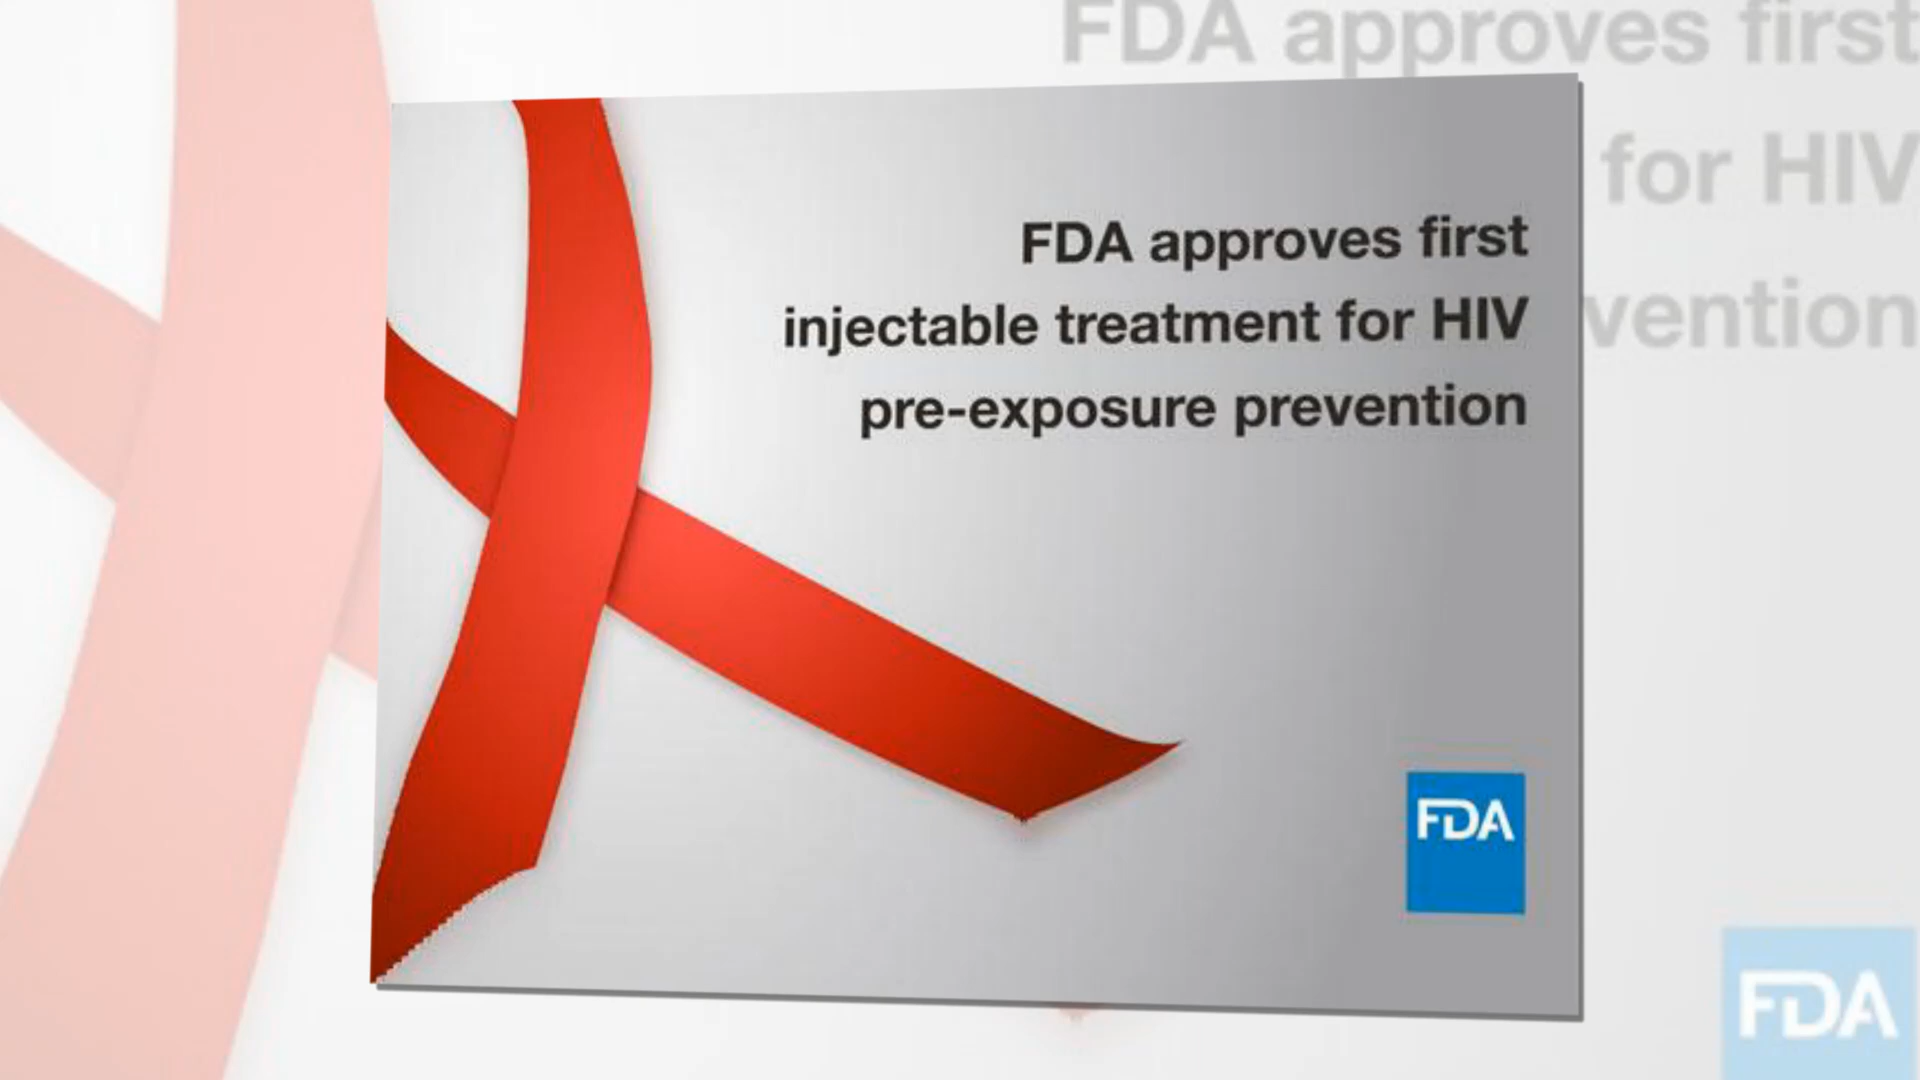 FDA approves first
injectable treatment for HIV
pre-exposure prevention
FDA
FDA approves first
for HIV
vention
FDA